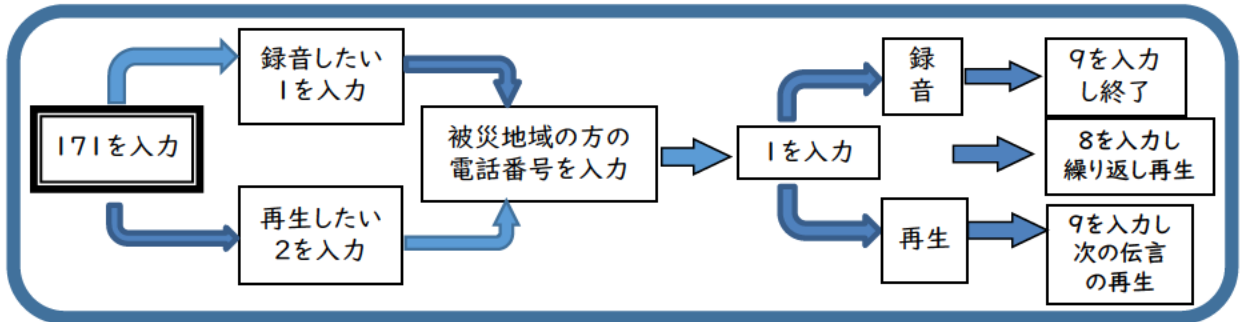 171を入力
録音したい
1を入力
再生したい
2を入力
被災地域の方の
電話番号を入力
1を入力
録
音
9を入力
し終了
8を入力し
繰り返し再生
再生
9を入力し
次の伝言
の再生